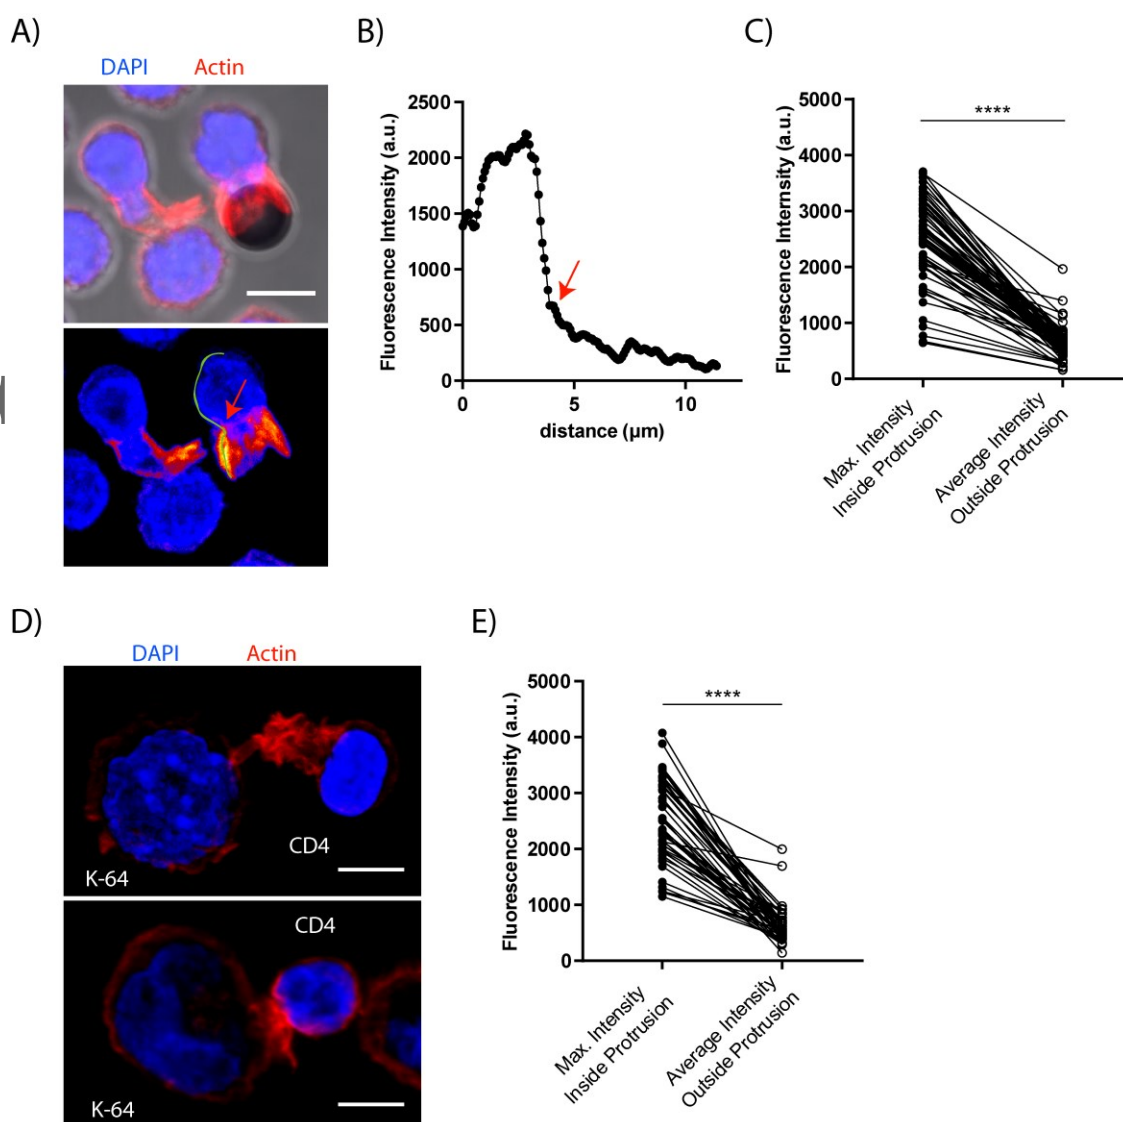 A)
DAPI Actin
B)
Fluorescence Intensity (a.u.)
2500
2000
1500
1000
500
0
0 5 10
distance (µm)
C)
Fluorescence Internsity (a.u.)
5000
4000
3000
2000
1000
0
****
Max. Intensity
Inside Protrusion
Average Intensity
Outside Protrusion
D)
DAPI Actin
CD4
K-64
CD4
K-64
E)
Fluorescence Intensity (a.u.)
5000
4000
3000
2000
1000
0
****
Max. Intensity
Inside Protrusion
Average Intensity
Outside Protrusion